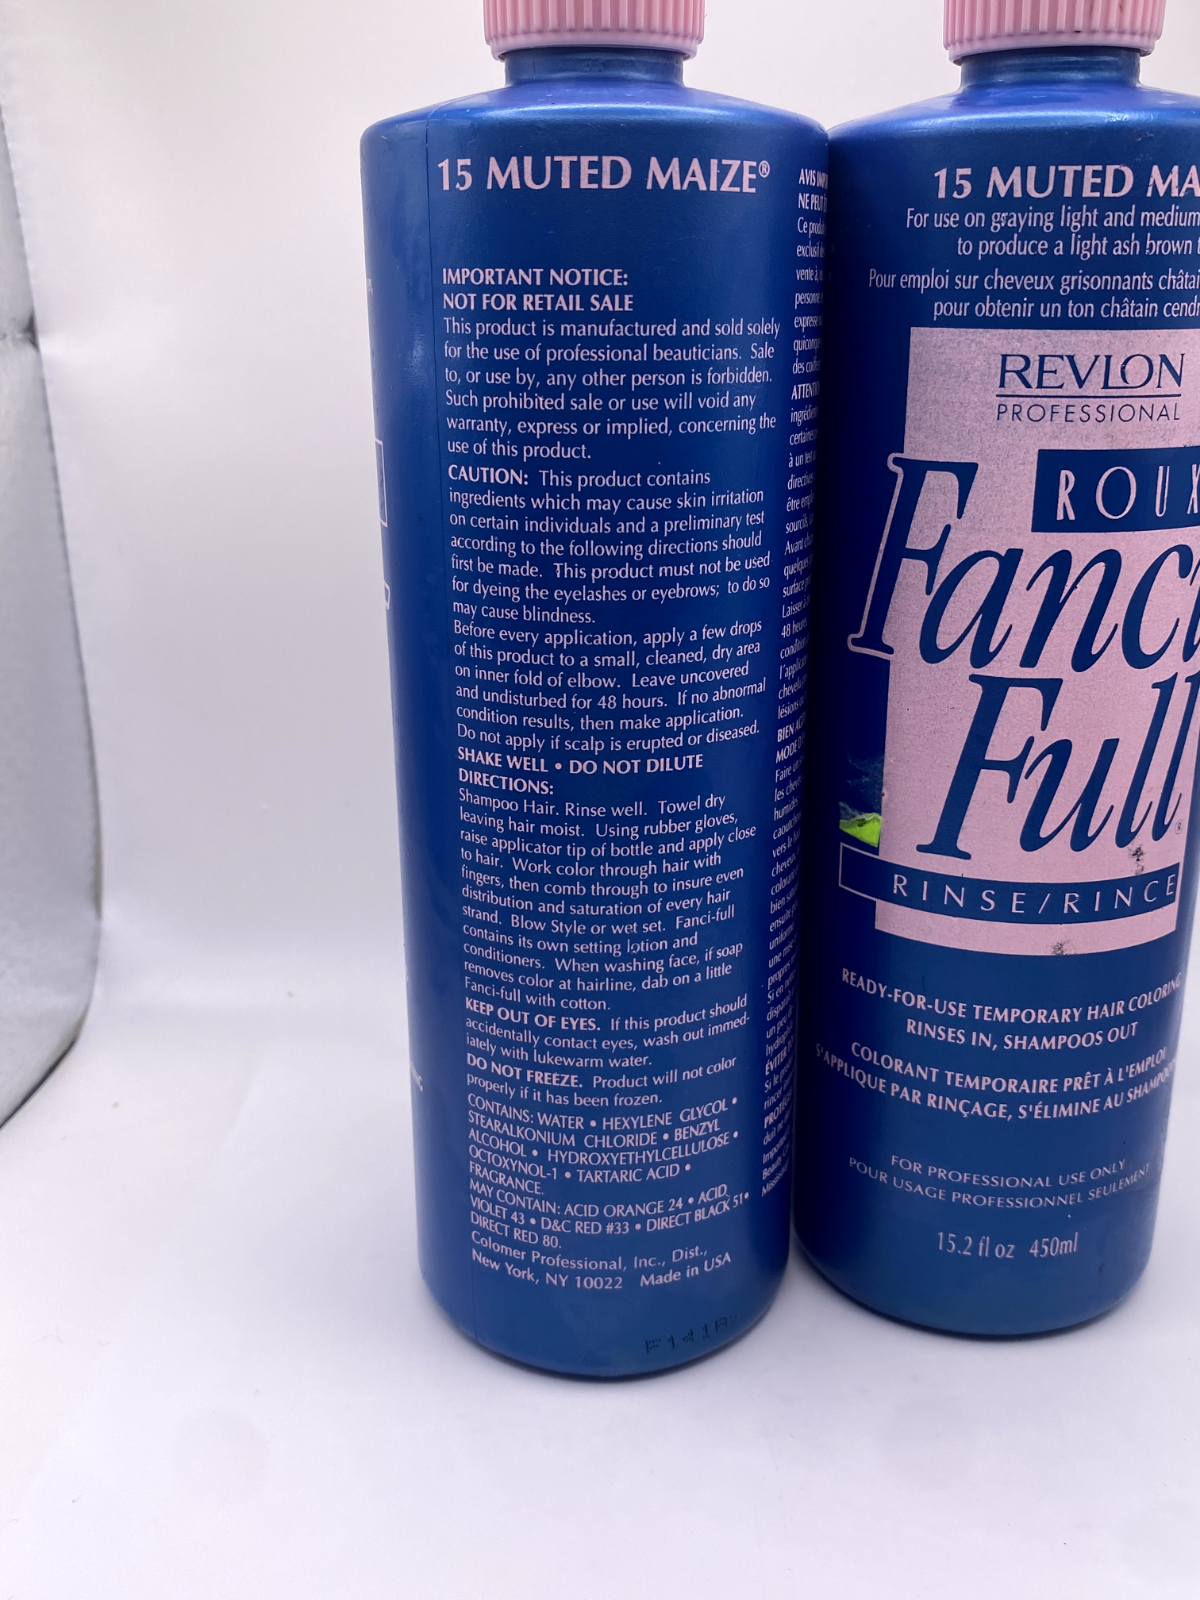 15 MUTED MAIZE®
IMPORTANT NOTICE:
NOT FOR RETAIL SALE
This product is manufactured and sold solely
for the use of professional beauticians. Sale
to, or use by, any other person is forbidden.
Such prohibited sale or use will void any
warranty, express or implied, concerning the
use of this product.
CAUTION: This product contains
ingredients which may cause skin irritation
on certain individuals and a preliminary test
according to the following directions should
first be made. This product must not be used
for dyeing the eyelashes or eyebrows; to do so
may cause blindness.
Before every application, apply a few drops
of this product to a small, cleaned, dry area
on inner fold of elbow. Leave uncovered
and undisturbed for 48 hours. If no abnormal
condition results, then make application.
Do not apply if scalp is erupted or diseased.
SHAKE WELL • DO NOT DILUTE
DIRECTIONS:
Shampoo Hair. Rinse well. Towel dry
leaving hair moist. Using rubber gloves,
raise applicator tip of bottle and apply close
to hair. Work color through hair with
fingers, then comb through to insure even
distribution and saturation of every hair
strand. Blow Style or wet set. Fanci-full
contains its own setting lotion and
conditioners. When washing face, if soap
removes color at hairline, dab on a little
Fanci-full with cotton.
KEEP OUT OF EYES. If this product should
accidentally contact eyes, wash out immed-
iately with lukewarm water.
DO NOT FREEZE. Product will not color
properly if it has been frozen.
CONTAINS: WATER • HEXYLENE GLYCOL •
STEARALKONIUM CHLORIDE • BENZYL
ALCOHOL • HYDROXYETHYLCELLULOSE •
OCTOXYNOL-1 • TARTARIC ACID •
FRAGRANCE.
MAY CONTAIN: ACID ORANGE 24 • ACID
VIOLET 43 • D&C RED #33 • DIRECT BLACK 51•
DIRECT RED 80.
Colomer Professional, Inc., Dist.,
New York, NY 10022 Made in USA
15 MUTED MA
For use on graying light and medium
to produce a light ash brown
Pour emploi sur cheveux grisonnants châtai
pour obtenir un ton châtain cend
REVLON
PROFESSIONAL
ROUX
Fanci
Full®
RINSE/RINCE
READY-FOR-USE TEMPORARY HAIR COLORING
RINSES IN, SHAMPOOS OUT
COLORANT TEMPORAIRE PRÊT À L'EMPLOI
S'APPLIQUE PAR RINÇAGE, S'ÉLIMINE AU SHAMPOO
FOR PROFESSIONAL USE ONLY
POUR USAGE PROFESSIONNEL SEULEMENT
15.2 fl oz 450ml